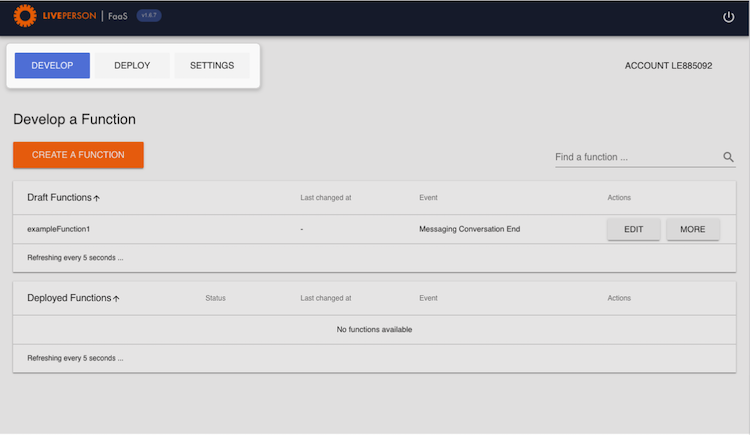 LIVEPERSON | FaaS v1.6.7
DEVELOP DEPLOY SETTINGS ACCOUNT LE885092
Develop a Function
CREATE A FUNCTION Find a function ...
Draft Functions Last changed at Event Actions
exampleFunction1 - Messaging Conversation End EDIT MORE
Refreshing every 5 seconds ...
Deployed Functions Status Last changed at Event Actions
No functions available
Refreshing every 5 seconds ...